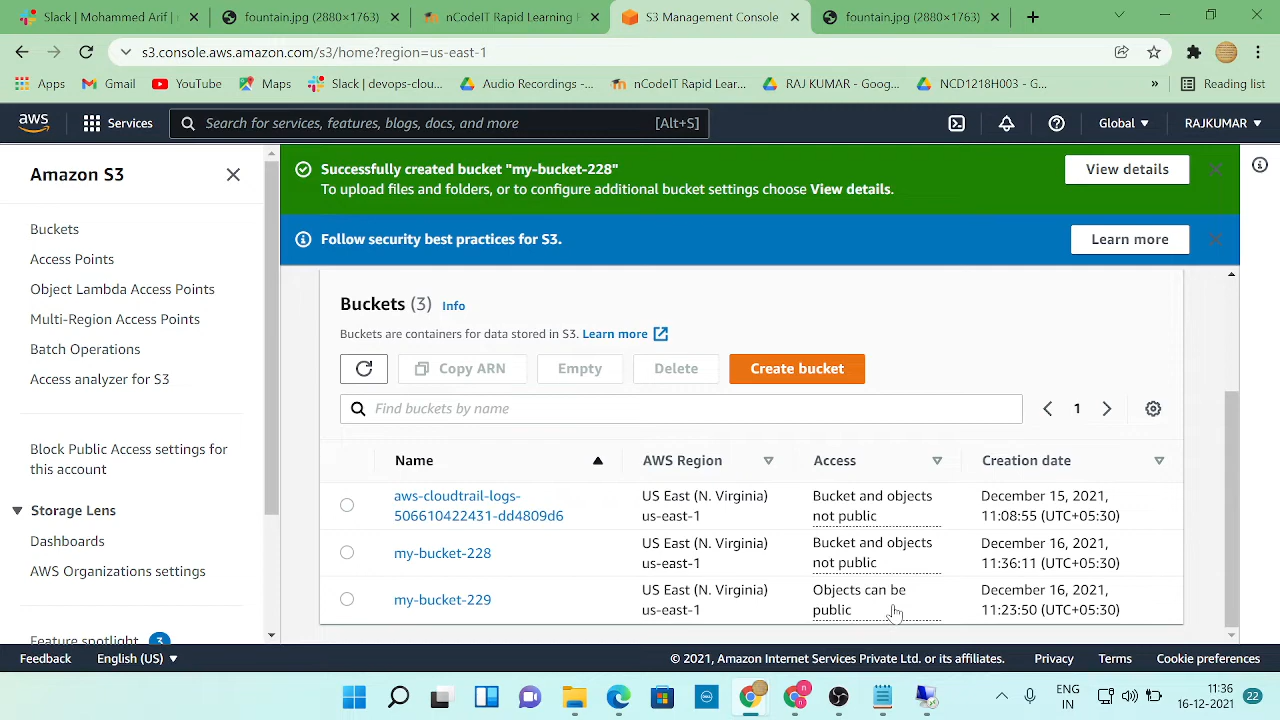 Slack | Mohammed Arif |
fountain.jpg (2880×1763)
nCodeIT Rapid Learning
S3 Management Console
fountain.jpg (2880×1763)
s3.console.aws.amazon.com/s3/home?region=us-east-1
Apps
Gmail
YouTube
Maps
Slack | devops-clou...
Audio Recordings -...
nCodeIT Rapid Lear...
RAJ KUMAR - Goog...
NCD1218H003 - G...
»
Reading list
aws
Services
Search for services, features, blogs, docs, and more
[Alt+S]
Global
RAJKUMAR
Amazon S3
Buckets
Access Points
Object Lambda Access Points
Multi-Region Access Points
Batch Operations
Access analyzer for S3
Block Public Access settings for
this account
Storage Lens
Dashboards
AWS Organizations settings
Feature spotlight 3
Successfully created bucket "my-bucket-228"
To upload files and folders, or to configure additional bucket settings choose View details.
View details
Follow security best practices for S3.
Learn more
Buckets (3) Info
Buckets are containers for data stored in S3. Learn more
Copy ARN
Empty
Delete
Create bucket
Find buckets by name
1
Name
AWS Region
Access
Creation date
aws-cloudtrail-logs-
506610422431-dd4809d6
US East (N. Virginia)
us-east-1
Bucket and objects
not public
December 15, 2021,
11:08:55 (UTC+05:30)
my-bucket-228
US East (N. Virginia)
us-east-1
Bucket and objects
not public
December 16, 2021,
11:36:11 (UTC+05:30)
my-bucket-229
US East (N. Virginia)
us-east-1
Objects can be
public
December 16, 2021,
11:23:50 (UTC+05:30)
Feedback
English (US)
© 2021, Amazon Internet Services Private Ltd. or its affiliates.
Privacy
Terms
Cookie preferences
ENG
IN
11:36
16-12-2021
22